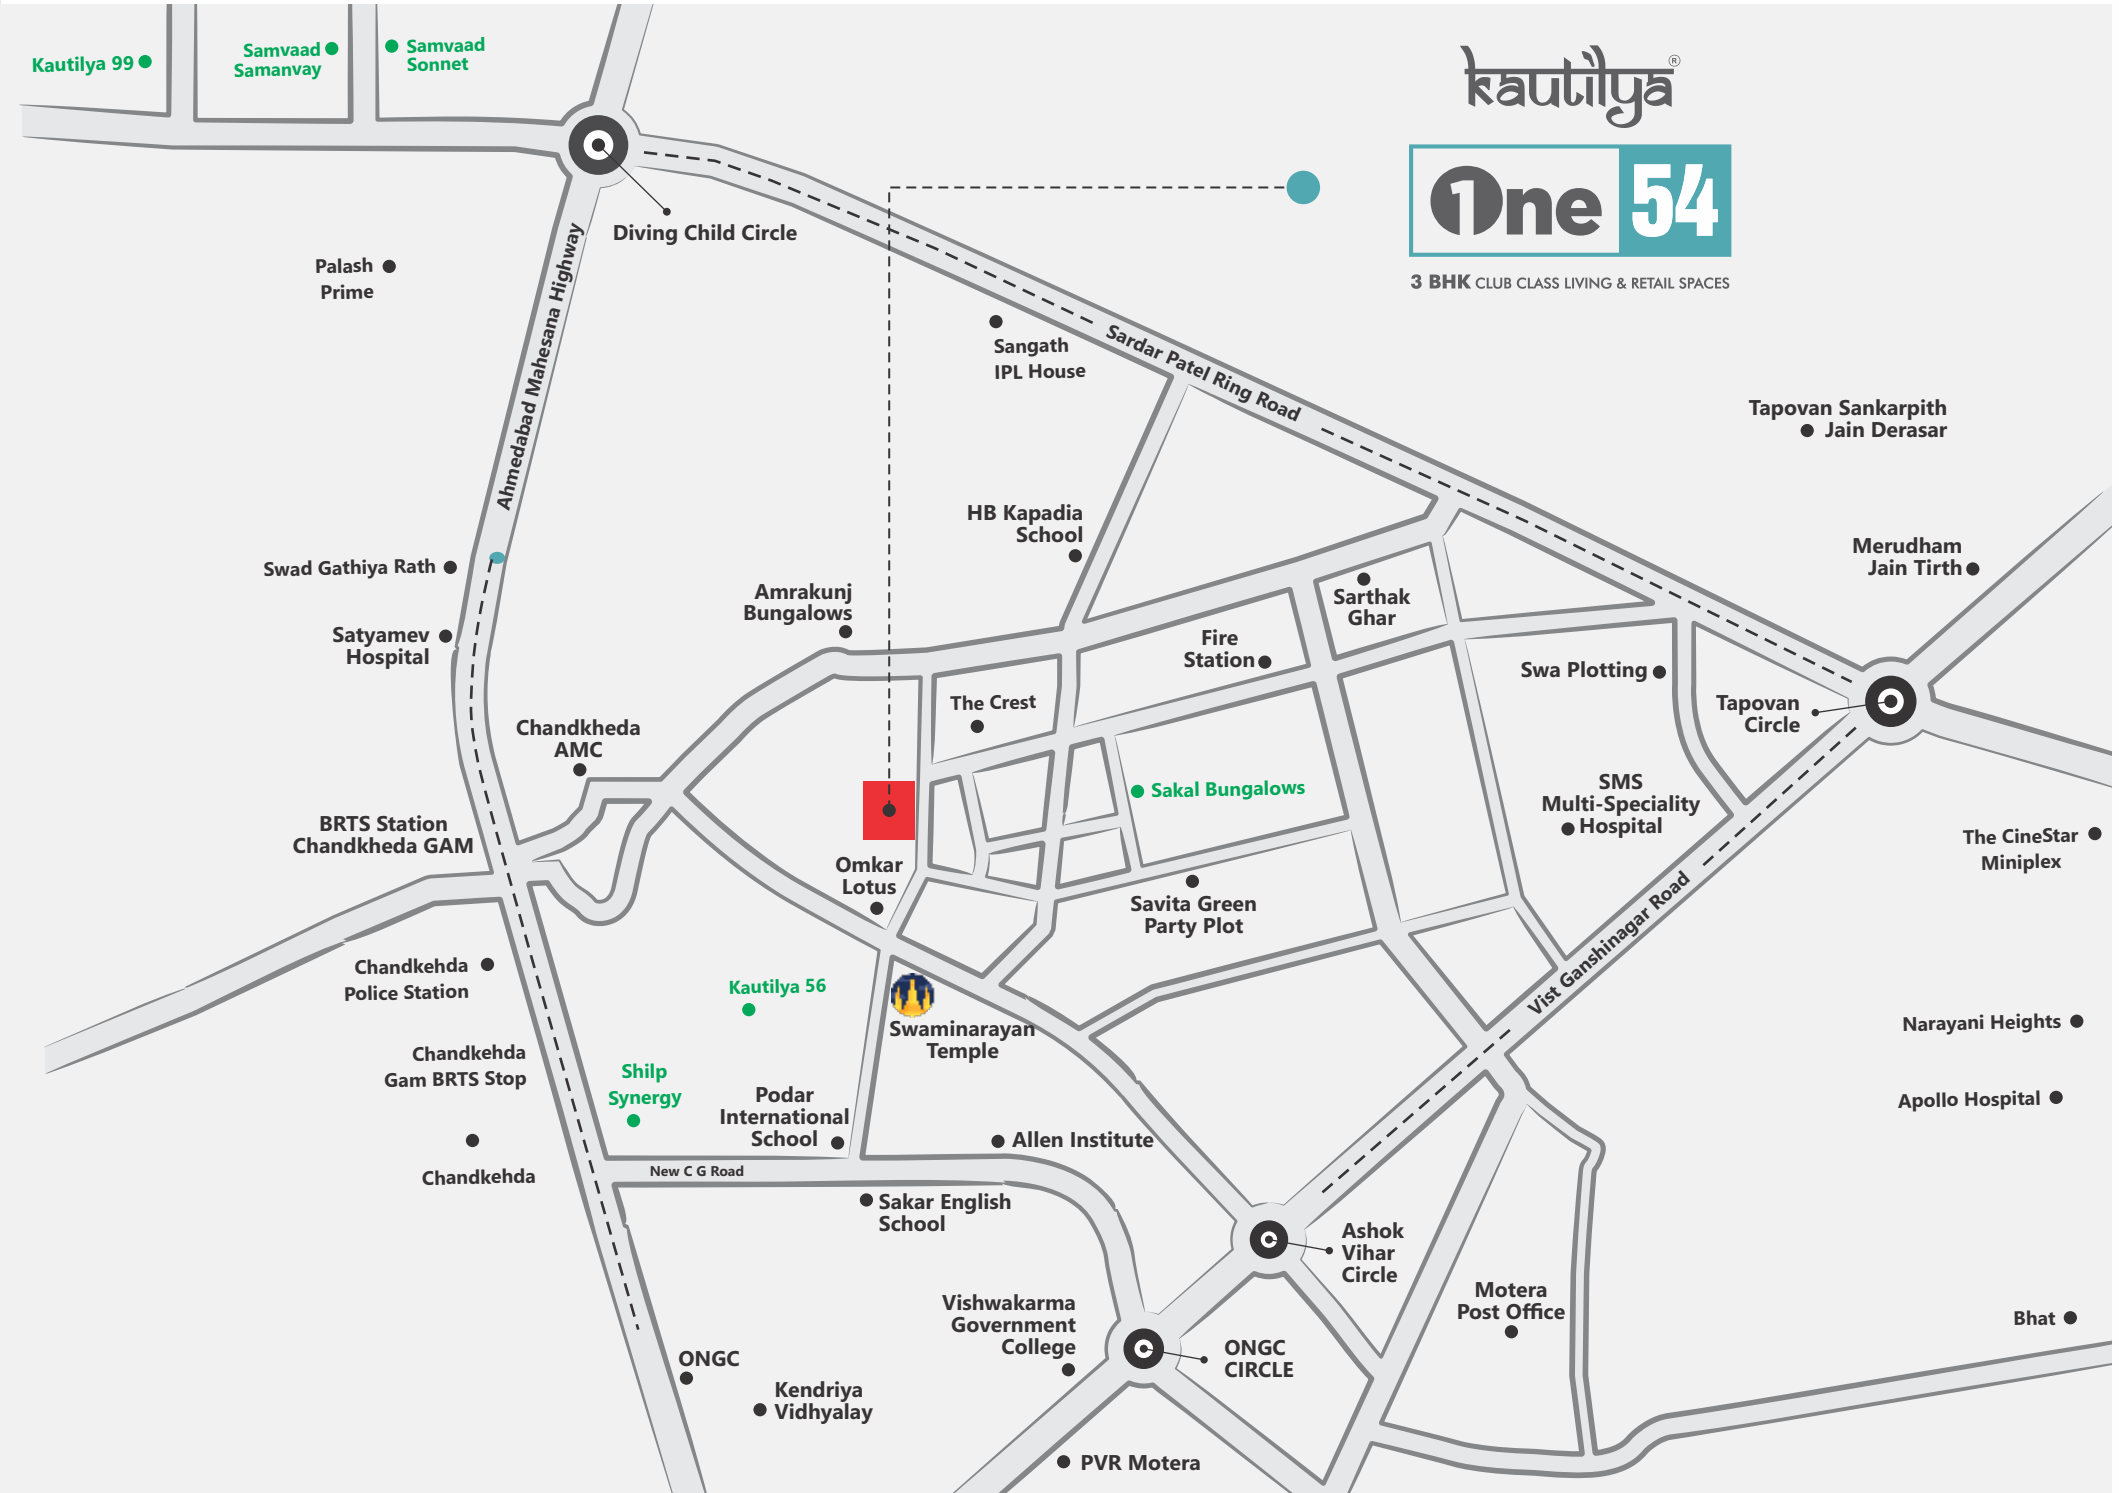 Kautilya 99
Samvaad
Samanvay
Samvaad
Sonnet
kautilya®
One 54
3 BHK CLUB CLASS LIVING & RETAIL SPACES
Diving Child Circle
Palash
Prime
Ahmedabad Mahesana Highway
Sangath
IPL House
Sardar Patel Ring Road
Tapovan Sankarpith
Jain Derasar
HB Kapadia
School
Swad Gathiya Rath
Merudham
Jain Tirth
Amrakunj
Bungalows
Sarthak
Ghar
Satyamev
Hospital
Fire
Station
Swa Plotting
The Crest
Tapovan
Circle
Chandkheda
AMC
Sakal Bungalows
SMS
Multi-Speciality
Hospital
BRTS Station
Chandkheda GAM
The CineStar
Miniplex
Omkar
Lotus
Savita Green
Party Plot
Vist Ganshinagar Road
Chandkehda
Police Station
Kautilya 56
Swaminarayan
Temple
Narayani Heights
Chandkehda
Gam BRTS Stop
Shilp
Synergy
Podar
International
School
Apollo Hospital
Allen Institute
Chandkehda
New C G Road
Sakar English
School
Ashok
Vihar
Circle
Vishwakarma
Government
College
Motera
Post Office
Bhat
ONGC
CIRCLE
ONGC
Kendriya
Vidhyalay
PVR Motera